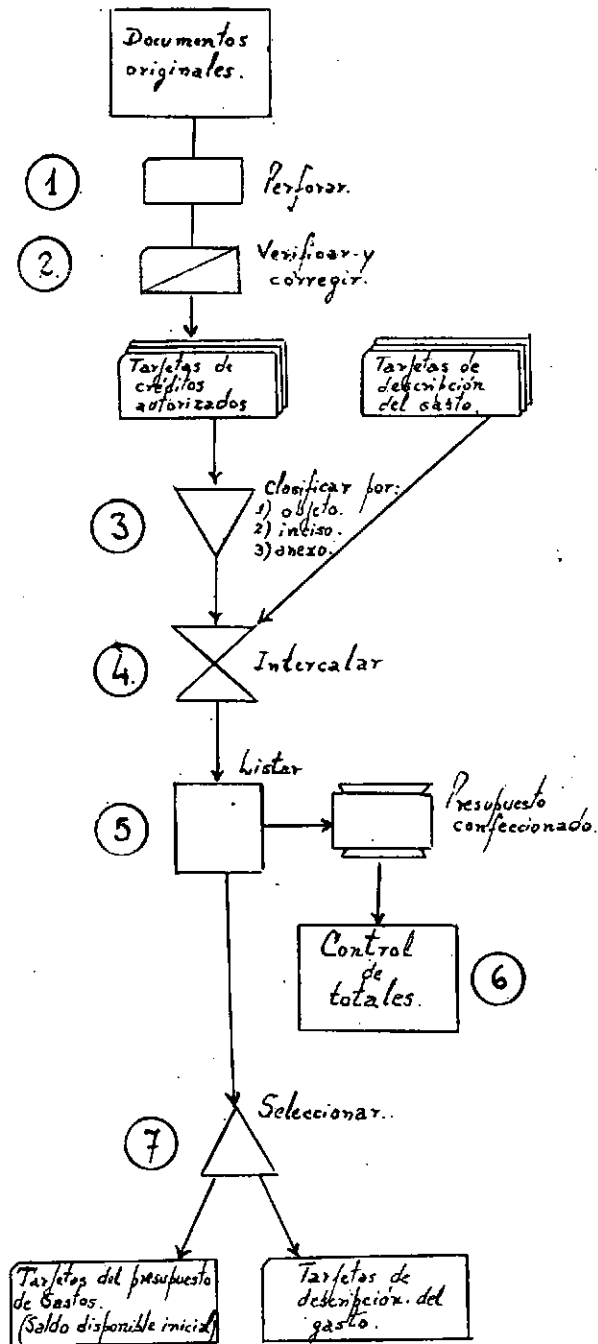 Documentos
originales.
1
Perforar.
2.
Verificar y
corregir.
Tarjetas de
créditos
autorizados
Tarjetas de
descripción
del gasto.
3
Clasificar por:
1) objeto.
2) inciso.
3) anexo.
4.
Intercalar
Listar
5
Presupuesto
confeccionado.
Control
de
totales.
6
Seleccionar..
7
Tarjetas del presupuesto
de Gastos.
(Saldo disponible inicial)
Tarjetas de
descripción. del
gasto.